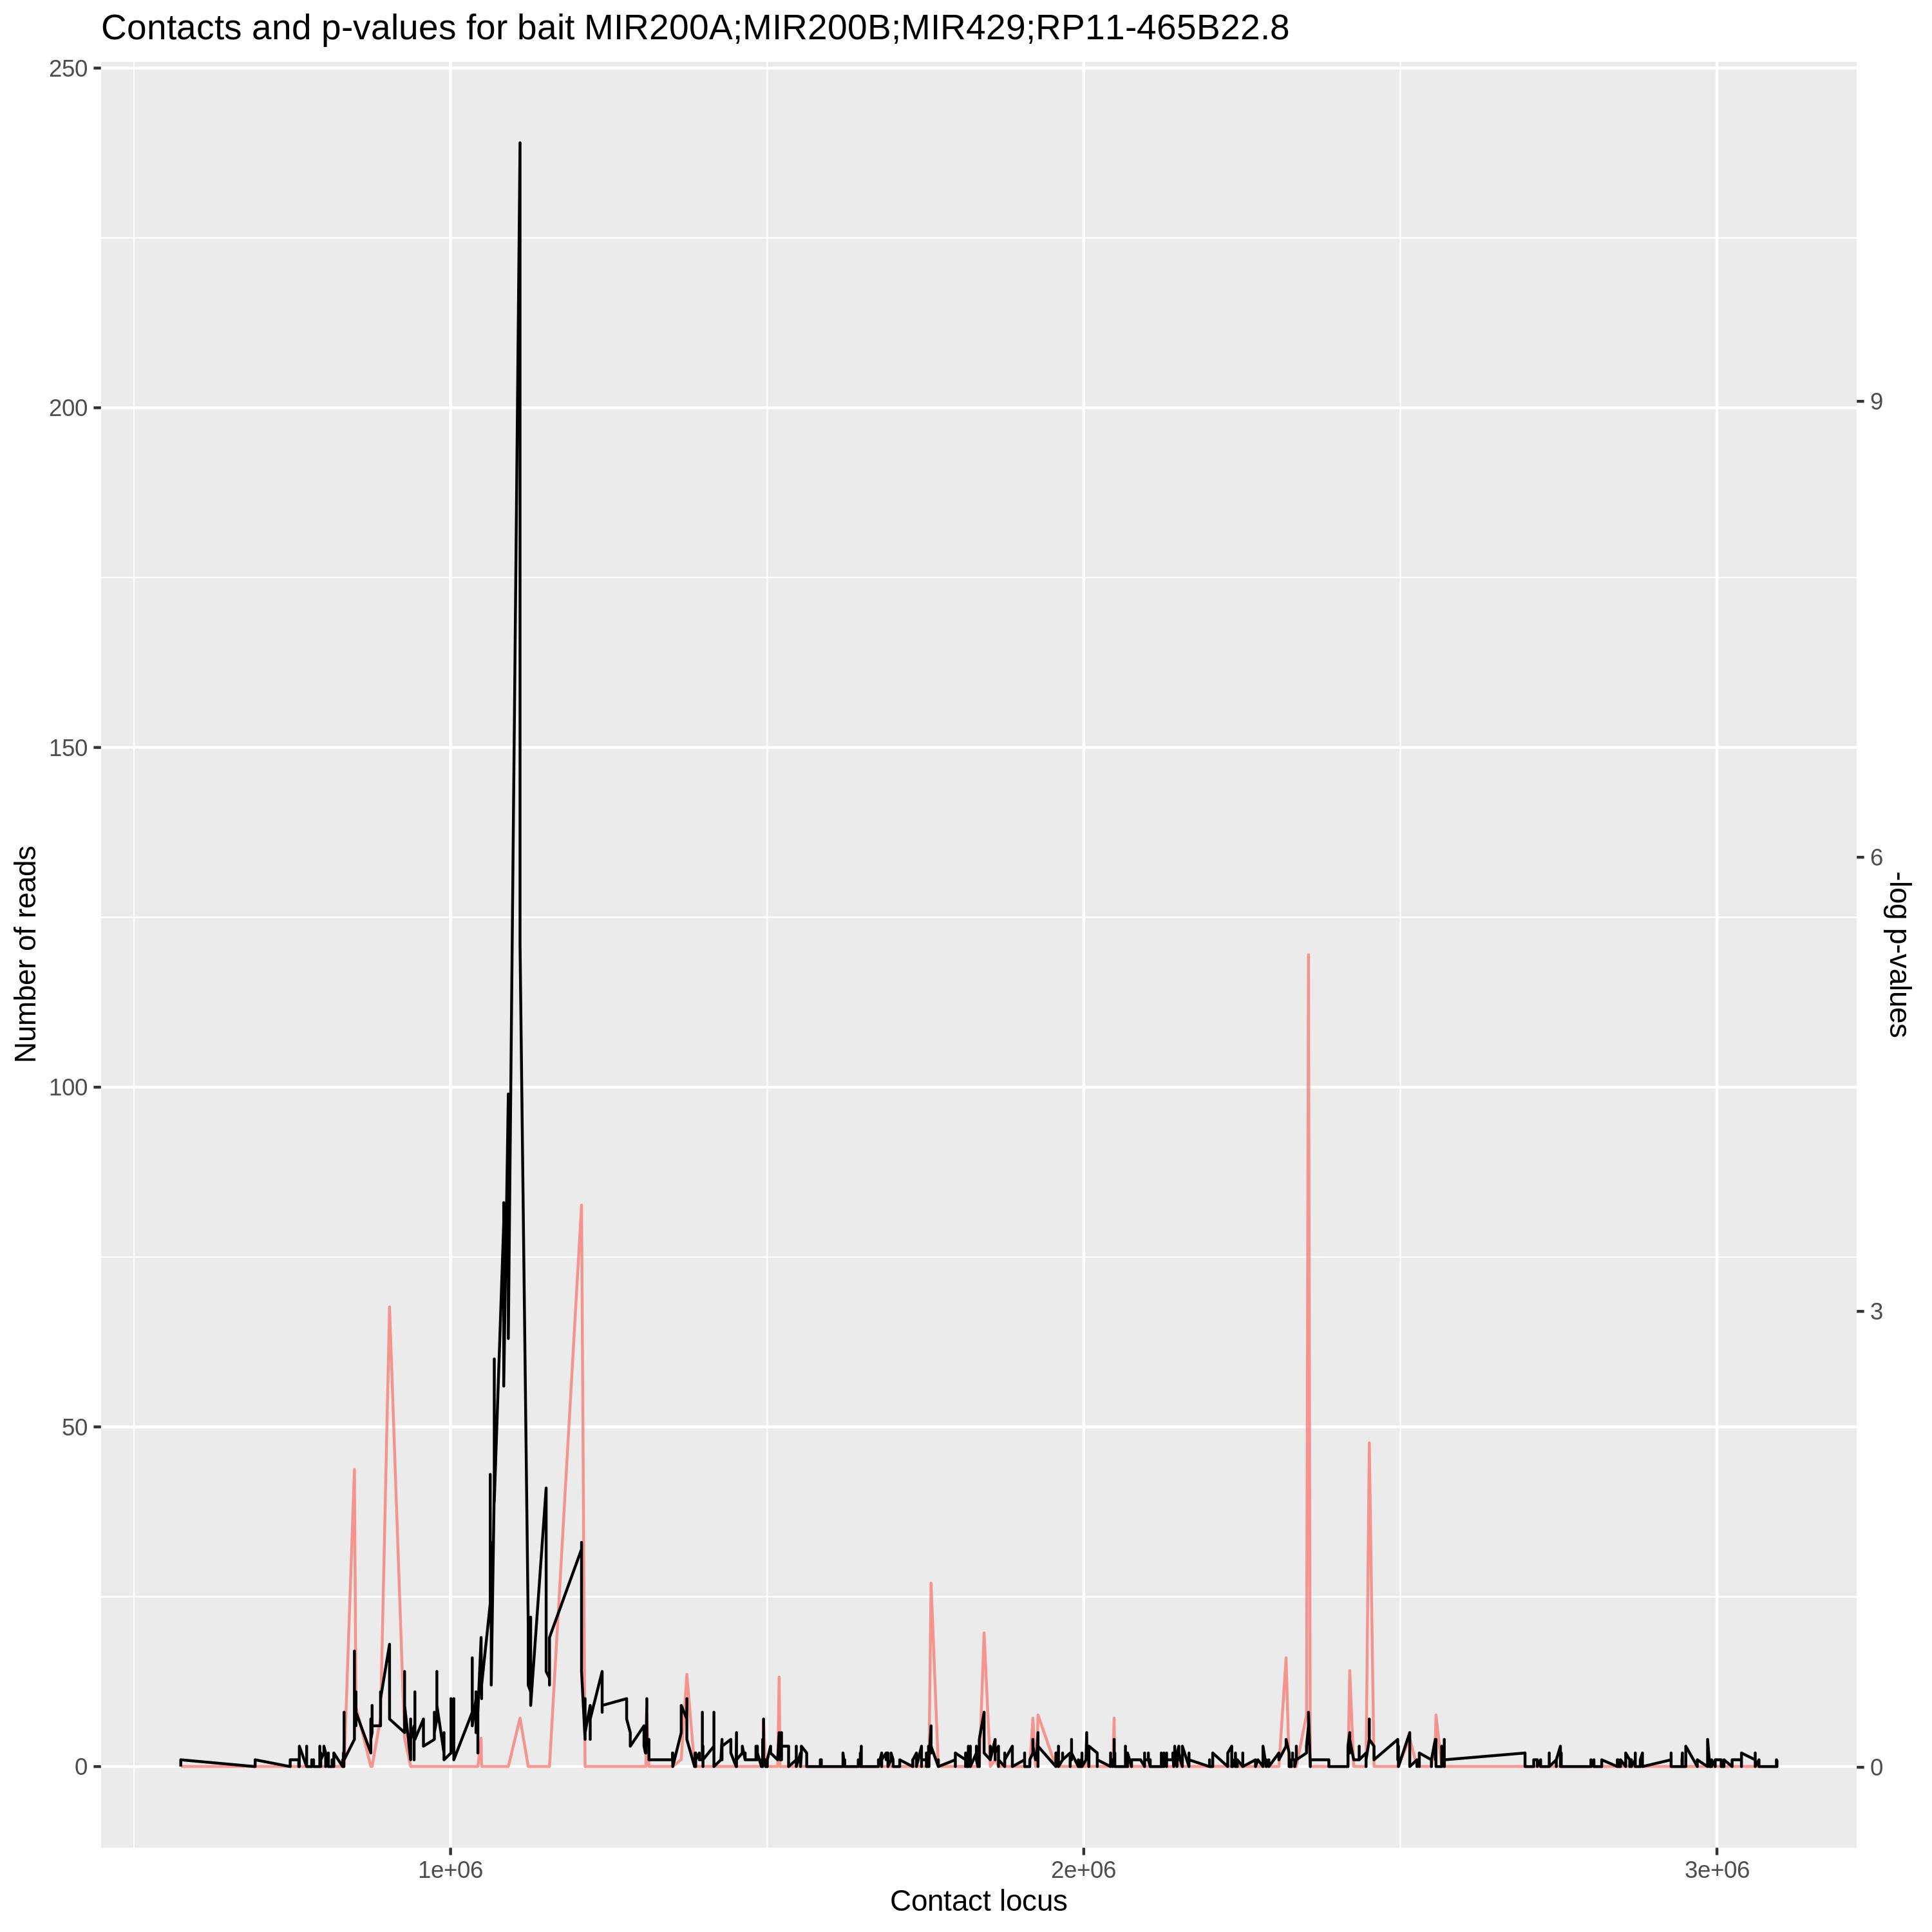 Contacts and p-values for bait MIR200A;MIR200B;MIR429;RP11-465B22.8
250
200
150
100
50
0
Number of reads
9
6
3
0
-log p-values
1e+06
2e+06
3e+06
Contact locus